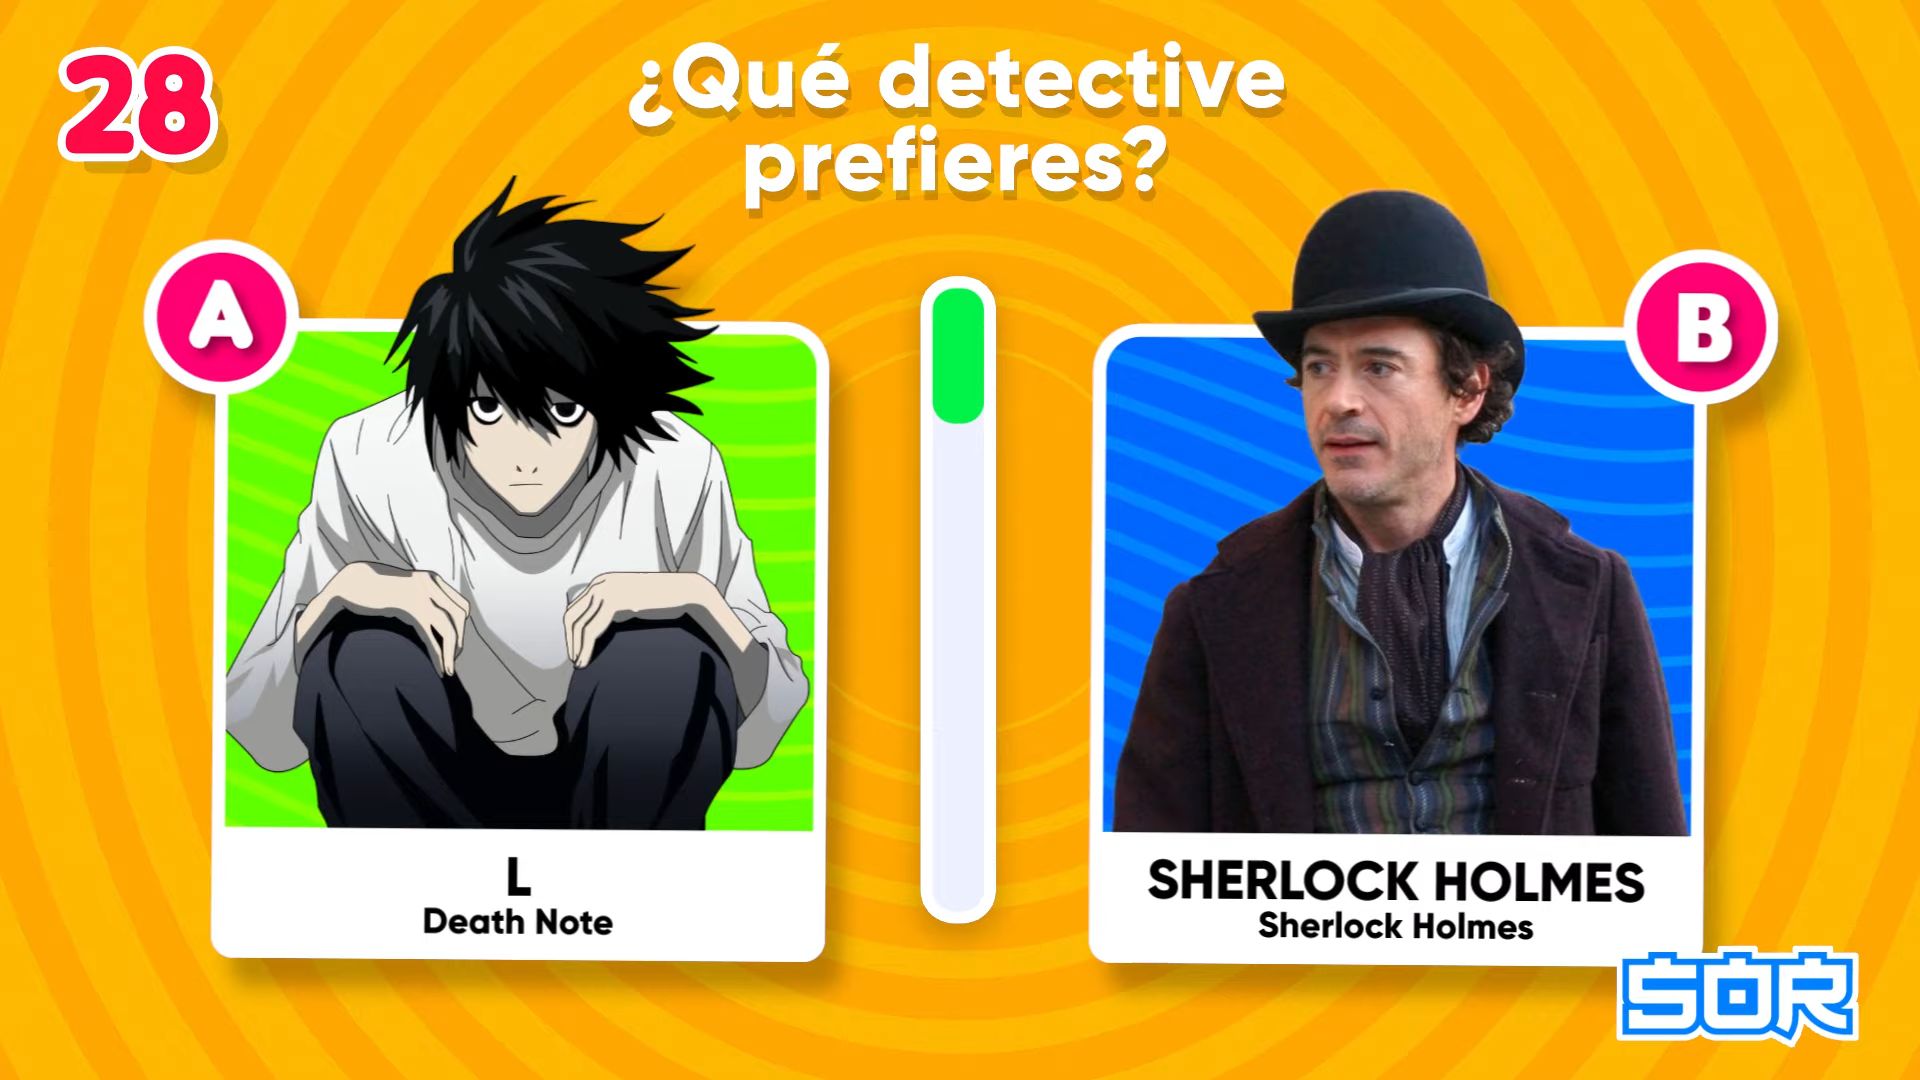 28
¿Qué detective
prefieres?
A
B
L
Death Note
SHERLOCK HOLMES
Sherlock Holmes
SOR